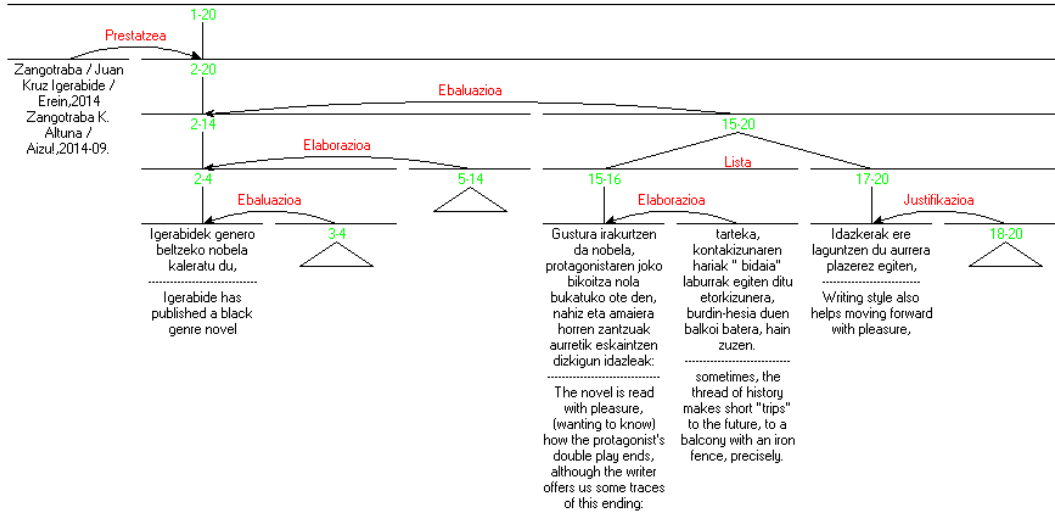 1-20
Prestatzea
Zangotraba / Juan
Kruz Igerabide /
Erein,2014
Zangotraba K.
Altuna /
Aizu!,2014-09.
2-20
Ebaluazioa
2-14
15-20
Elaborazioa
Lista
2-4
5-14
15-16
17-20
Ebaluazioa
Elaborazioa
Justifikazioa
Igerabidek genero
beltzeko nobela
kaleratu du,
Igerabide has
published a black
genre novel
3-4
Gustura irakurtzen
da nobela,
protagonistaren joko
bikoitza nola
bukatuko ote den,
nahiz eta amaiera
horren zantzuak
aurretik eskaintzen
dizkigun idazleak:
The novel is read
with pleasure,
(wanting to know)
how the protagonist's
double play ends,
although the writer
offers us some traces
of this ending:
tarteka,
kontakizunaren
hariak " bidaia"
laburrak egiten ditu
etorkizunera,
burdin-hesia duen
balkoi batera, hain
zuzen.
sometimes, the
thread of history
makes short "trips"
to the future, to a
balcony with an iron
fence, precisely.
Idazkerak ere
laguntzen du aurrera
plazerez egiten,
Writing style also
helps moving forward
with pleasure,
18-20